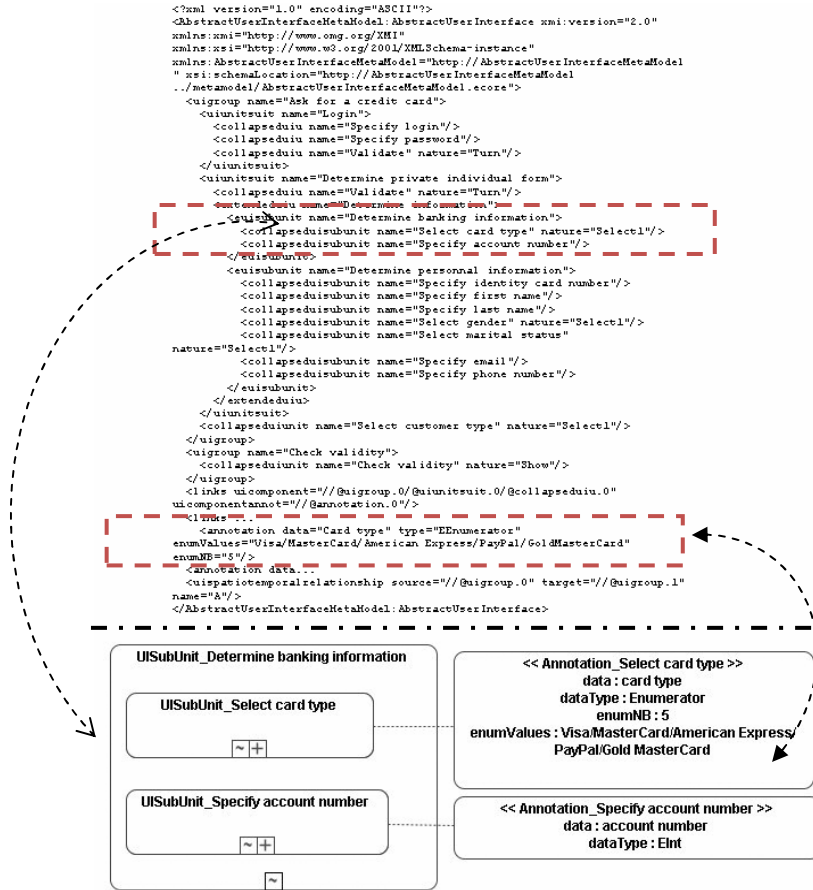 <?xml version="1.0" encoding="ASCII"?>
<AbstractUserInterfaceMetaModel:AbstractUserInterface xmi:version="2.0"
xmlns:xmi="http://www.omg.org/XMI"
xmlns:xsi="http://www.w3.org/2001/XMLSchema-instance"
xmlns:AbstractUserInterfaceMetaModel="http://AbstractUserInterfaceMetaModel
" xsi:schemaLocation="http://AbstractUserInterfaceMetaModel
../metamodel/AbstractUserInterfaceMetaModel.ecore">
<uigroup name="Ask for a credit card">
<uiunitsuit name="Login">
<collapseduiu name="Specify login"/>
<collapseduiu name="Specify password"/>
<collapseduiu name="Validate" nature="Turn"/>
</uiunitsuit>
<uiunitsuit name="Determine private individual form">
<collapseduiu name="Validate" nature="Turn"/>
<extendeduiu name="Determine information">
<euisubunit name="Determine banking information">
<collapseduisubunit name="Select card type" nature="Select1"/>
<collapseduisubunit name="Specify account number"/>
</euisubunit>
<euisubunit name="Determine personnal information">
<collapseduisubunit name="Specify identity card number"/>
<collapseduisubunit name="Specify first name"/>
<collapseduisubunit name="Specify last name"/>
<collapseduisubunit name="Select gender" nature="Select1"/>
<collapseduisubunit name="Select marital status"
nature="Select1"/>
<collapseduisubunit name="Specify email"/>
<collapseduisubunit name="Specify phone number"/>
</euisubunit>
</extendeduiu>
</uiunitsuit>
<collapseduiunit name="Select customer type" nature="Select1"/>
</uigroup>
<uigroup name="Check validity">
<collapseduiunit name="Check validity" nature="Show"/>
</uigroup>
<links uicomponent="//@uigroup.0/@uiunitsuit.0/@collapseduiu.0"
uicomponentannot="//@annotation.0"/>
<links ...
<annotation data="Card type" type="EEnumerator"
enumValues="Visa/MasterCard/American Express/PayPal/GoldMasterCard"
enumNB="5"/>
<annotation data...
<uispatiotemporalrelationship source="//@uigroup.0" target="//@uigroup.1"
name="A"/>
</AbstractUserInterfaceMetaModel:AbstractUserInterface>
UISubUnit_Determine banking information
UISubUnit_Select card type
~ +
UISubUnit_Specify account number
~ +
~
<< Annotation_Select card type >>
data : card type
dataType : Enumerator
enumNB : 5
enumValues : Visa/MasterCard/American Express/
PayPal/Gold MasterCard
<< Annotation_Specify account number >>
data : account number
dataType : EInt